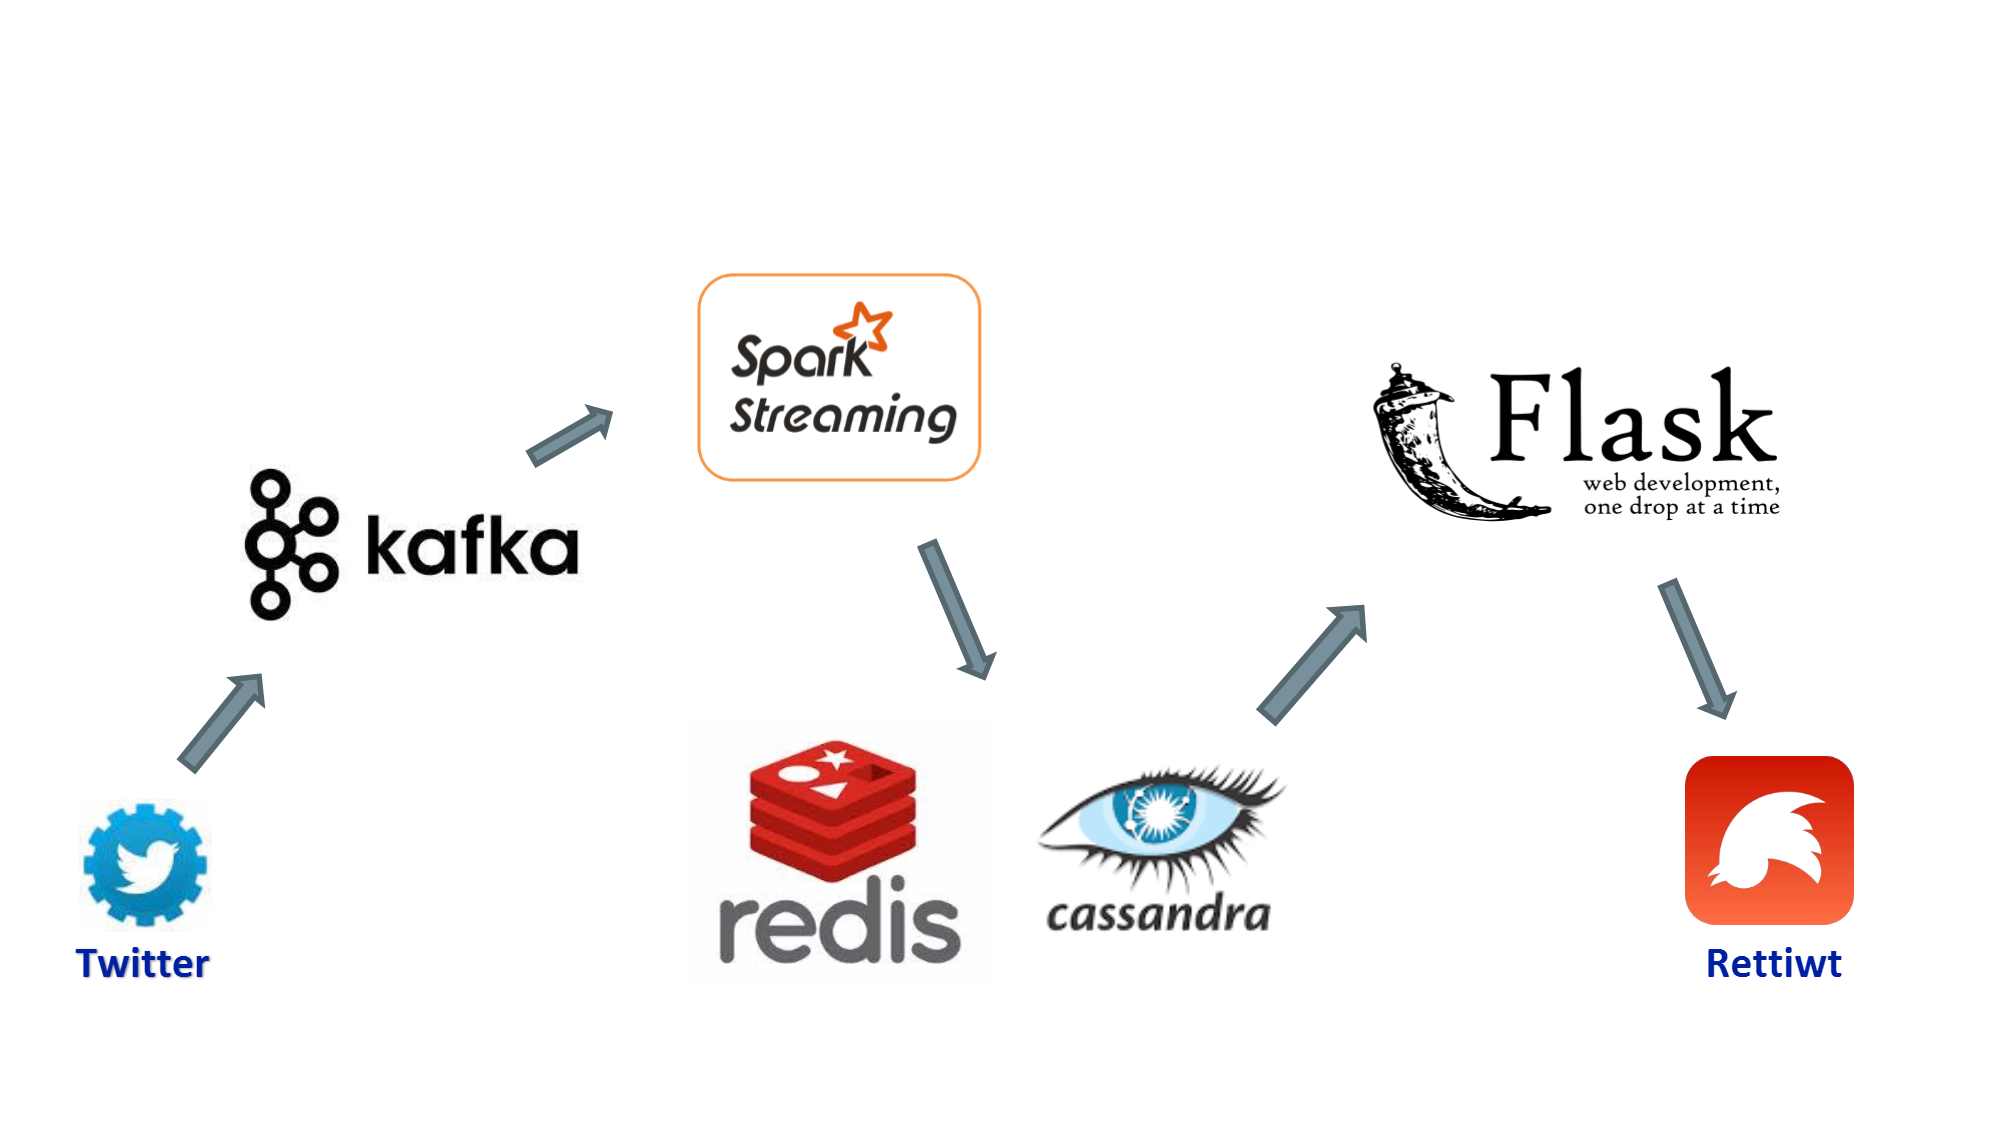 Spark
Streaming
Flask
web development,
one drop at a time
kafka
redis
cassandra
Twitter
Rettiwt